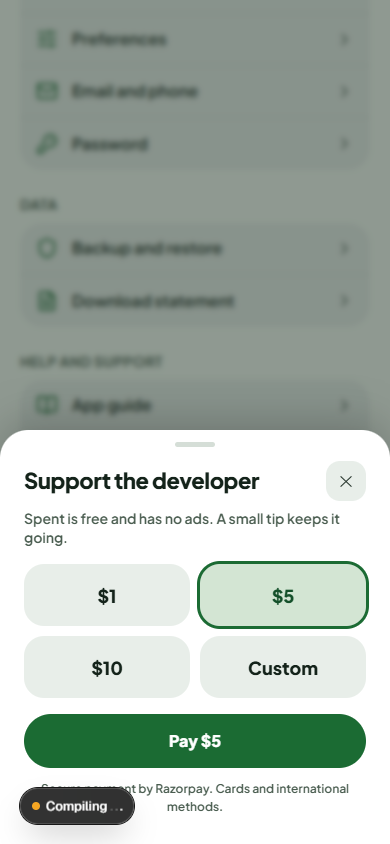 Preferences
Email and phone
Password
DATA
Backup and restore
Download statement
HELP AND SUPPORT
App guide
Support the developer
Spent is free and has no ads. A small tip keeps it
going.
$1
$5
$10
Custom
Pay $5
Secure payment by Razorpay. Cards and international
methods.
Compiling ...